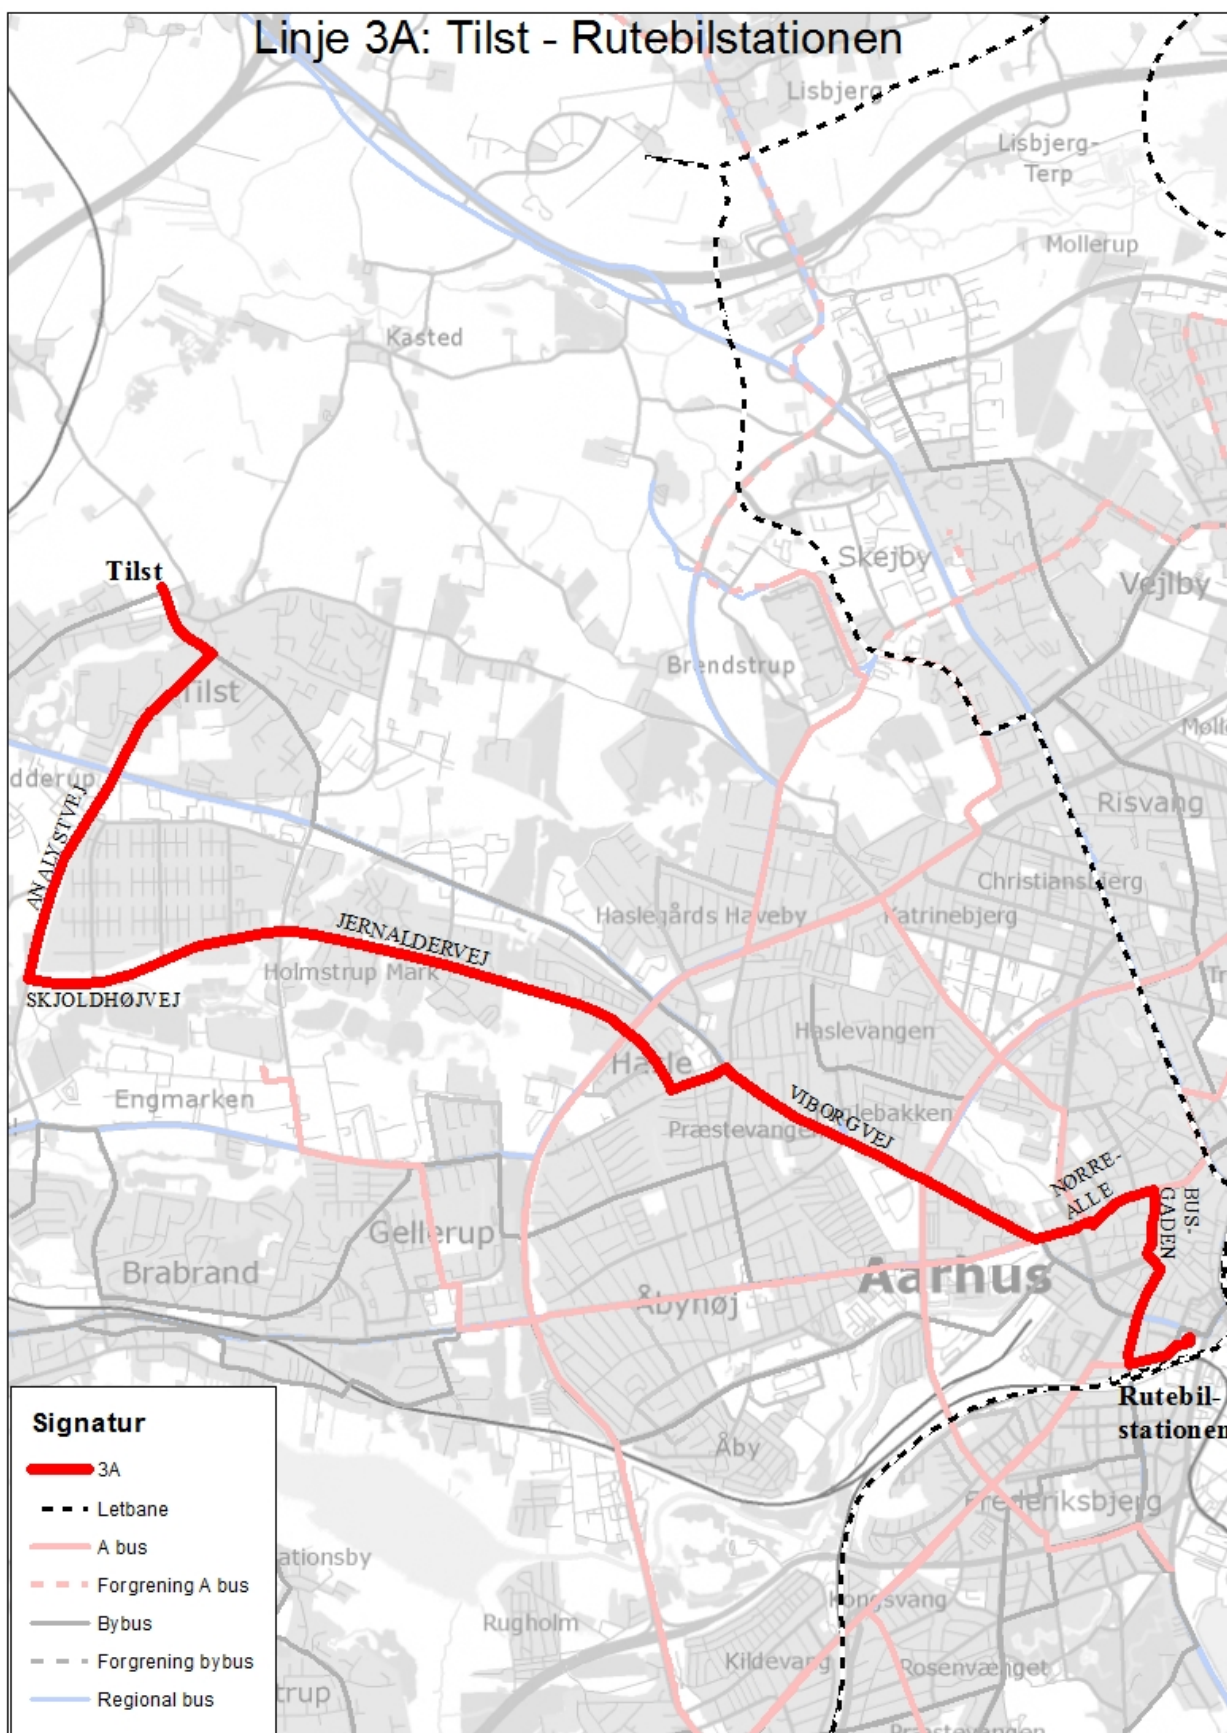 Linje 3A: Tilst - Rutebilstationen
Lisbjerg
Lisbjerg-
Terp
Mollerup
Kasted
Skejby
Vejlby
Tilst
Brendstrup
Tilst
Risvang
ANALYSTVEJ
Christiansbjerg
Haslegårds Haveby
Katrinebjerg
JERNALDERVEJ
Holmstrup Mark
SKJOLDHØJVEJ
Haslevangen
Hasle
Engmarken
VIBORGVEJ
Præstevangen
NØRRE-
ALLE
BUS-
GADEN
Gellerup
Brabrand
Aarhus
Åbyhøj
Rutebil-
stationen
Åby
Frederiksbjerg
Kongsvang
Rugholm
Kildevang
Rosenvænget
Præstevangen
Signatur
3A
Letbane
A bus
Forgrening A bus
Bybus
Forgrening bybus
Regional bus